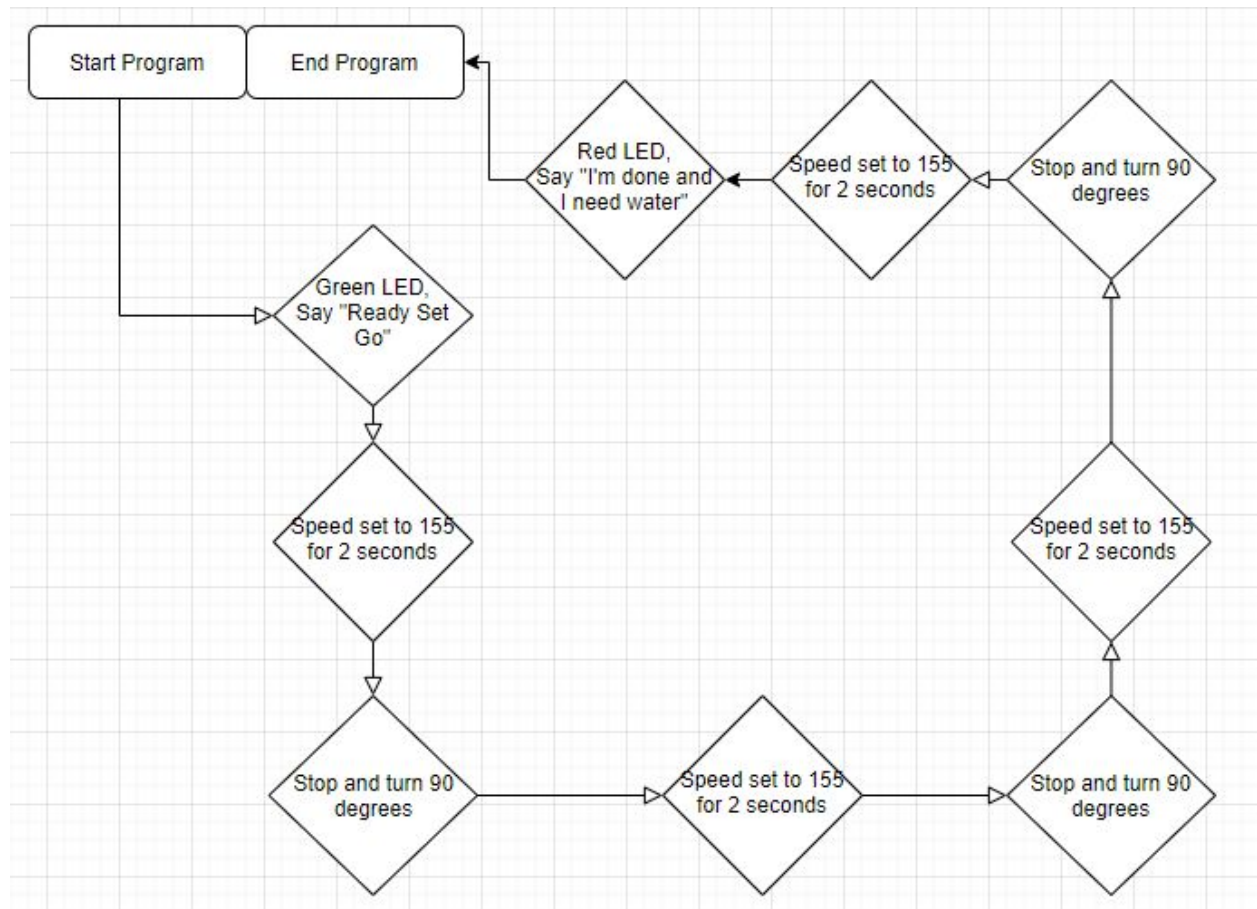 Start Program
End Program
Red LED,
Say "I'm done and
I need water"
Speed set to 155
for 2 seconds
Stop and turn 90
degrees
Green LED,
Say "Ready Set
Go"
Speed set to 155
for 2 seconds
Speed set to 155
for 2 seconds
Stop and turn 90
degrees
Speed set to 155
for 2 seconds
Stop and turn 90
degrees